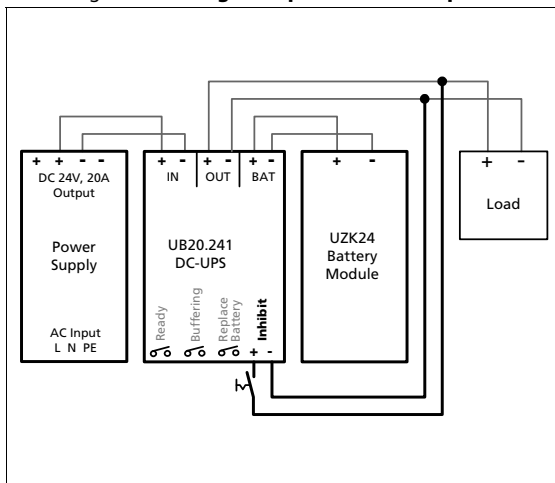 + + - -
DC 24V, 20A
Output
Power
Supply
AC Input
L N PE
+ - + - + -
IN OUT BAT
UB20.241
DC-UPS
Ready
Buffering
Replace
Battery
Inhibit
+ -
+ -
UZK24
Battery
Module
+ -
Load